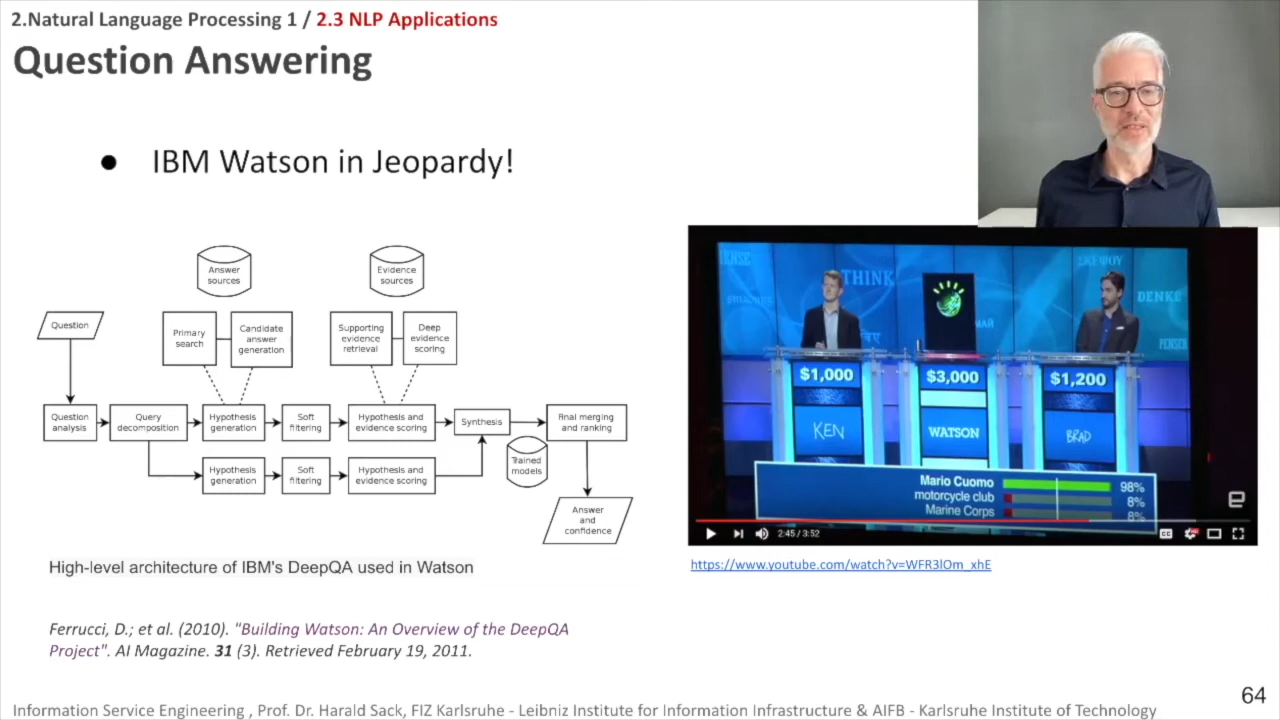 2.Natural Language Processing 1 / 2.3 NLP Applications
Question Answering
● IBM Watson in Jeopardy!
Answer
sources
Evidence
sources
Question
Primary
search
Candidate
answer
generation
Supporting
evidence
retrieval
Deep
evidence
scoring
Question
analysis
Query
decomposition
Hypothesis
generation
Soft
filtering
Hypothesis and
evidence scoring
Synthesis
Final merging
and ranking
Trained
models
Hypothesis
generation
Soft
filtering
Hypothesis and
evidence scoring
Answer
and
confidence
High-level architecture of IBM's DeepQA used in Watson
THINK
ΣΚΕΨΟΥ
DENKE
PENSER
$1,000
$3,000
$1,200
KEN
WATSON
BRAD
Mario Cuomo 98%
motorcycle club 8%
Marine Corps 8%
e
2:45 / 3:52
CC
https://www.youtube.com/watch?v=WFR3lOm_xhE
Ferrucci, D.; et al. (2010). "Building Watson: An Overview of the DeepQA
Project". AI Magazine. 31 (3). Retrieved February 19, 2011.
64
Information Service Engineering , Prof. Dr. Harald Sack, FIZ Karlsruhe - Leibniz Institute for Information Infrastructure & AIFB - Karlsruhe Institute of Technology